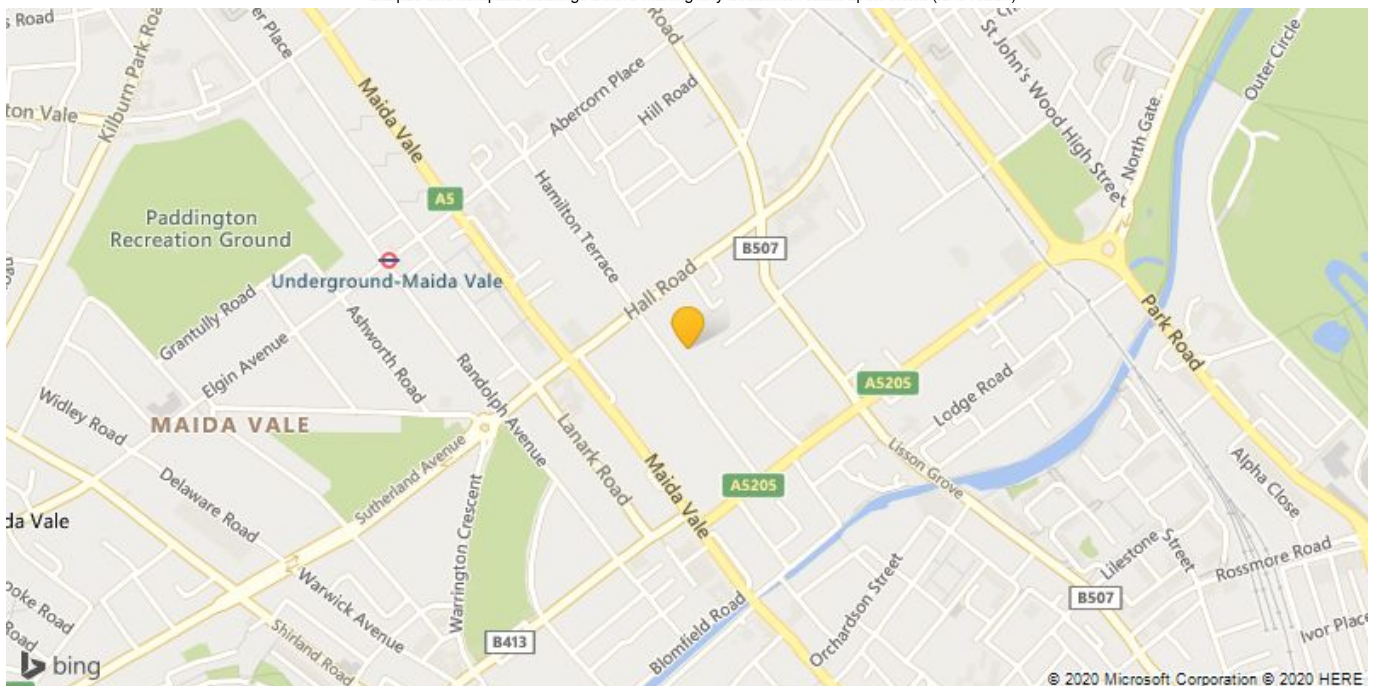 s Road
er Place
Road
ton Vale
Kilburn Park Roa
Maida Vale
Abercorn Place
Hill Road
St John's Wood High Street
North Gate
Outer Circle
A5
Hamilton Terrace
Paddington
Recreation Ground
B507
Underground-Maida Vale
Hall Road
Grantully Road
Ashworth Road
Elgin Avenue
Randolph Avenue
Park Road
A5205
Lodge Road
Widley Road
MAIDA VALE
Lanark Road
Sutherland Avenue
Lisson Grove
Alpha Close
Delaware Road
Warrington Crescent
Maida Vale
A5205
da Vale
Lilestone Street
Rossmore Road
Warwick Avenue
Orchardson Street
B507
ooke Road
Road
Shirland Road
B413
Blomfield Road
Ivor Place
bing
© 2020 Microsoft Corporation © 2020 HERE